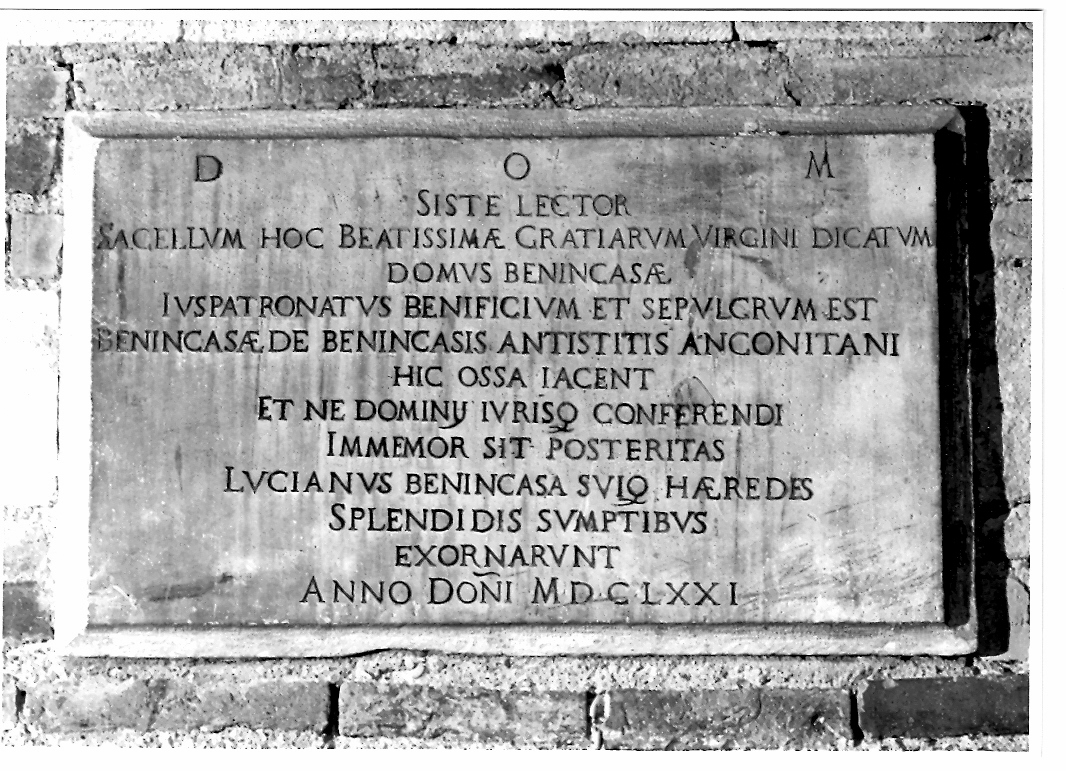 D O M
SISTE LECTOR
SACELLVM HOC BEATISSIMÆ GRATIARVM VIRGINI DICATVM
DOMVS BENINCASÆ
IVSPATRONATVS BENIFICIVM ET SEPVLCRVM EST
BENINCASÆ DE BENINCASIS ANTISTITIS ANCONITANI
HIC OSSA IACENT
ET NE DOMINIJ IVRISQ CONFERENDI
IMMEMOR SIT POSTERITAS
LVCIANVS BENINCASA SVIQ HÆREDES
SPLENDIDIS SVMPTIBVS
EXORNARVNT
ANNO DOÑI MDCLXXI